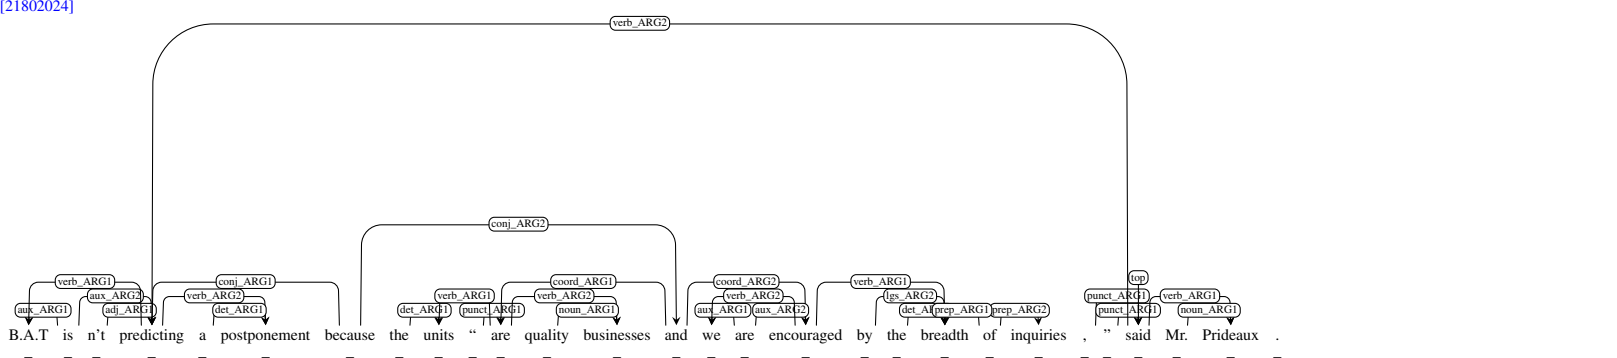 [21802024]
verb_ARG2
conj_ARG2
top
verb_ARG1 conj_ARG1 coord_ARG1 coord_ARG2 verb_ARG1
aux_ARG2 verb_ARG2 verb_ARG1 verb_ARG2 verb_ARG2 lgs_ARG2 punct_ARG1 verb_ARG1
aux_ARG1 adj_ARG1 det_ARG1 det_ARG1 punct_ARG1 noun_ARG1 aux_ARG1 aux_ARG2 prep_ARG1 prep_ARG2 punct_ARG1 noun_ARG1
B.A.T is n’t predicting a postponement because the units “ are quality businesses and we are encouraged by the breadth of inquiries , ” said Mr. Prideaux .